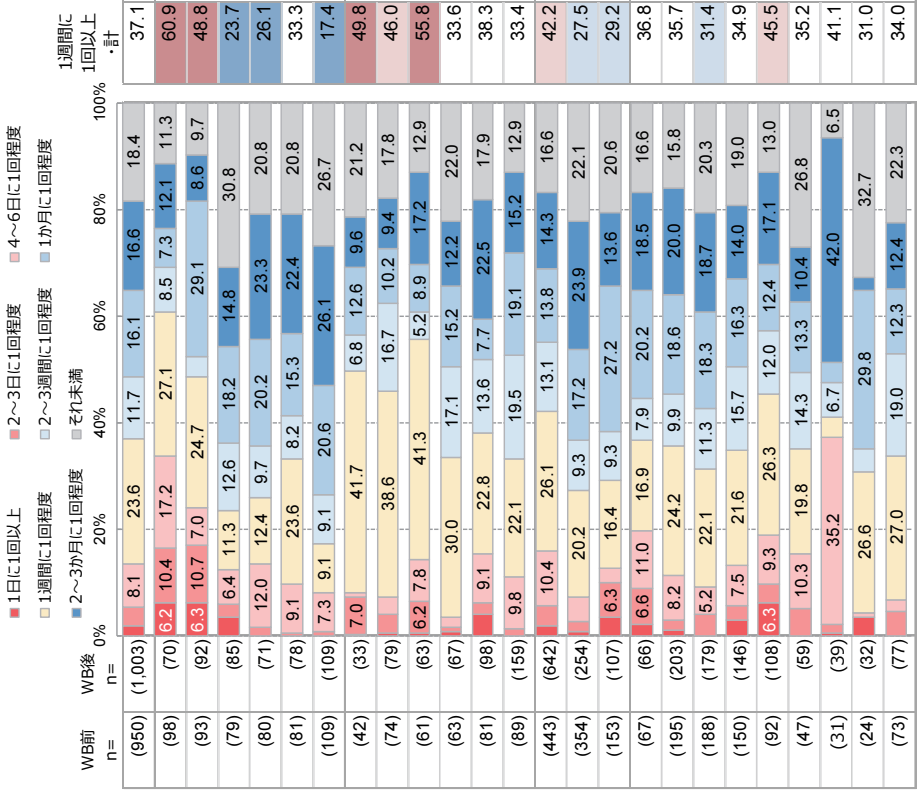 1日に1回以上 2～3日に1回程度 4～6日に1回程度
1週間に1回程度 2～3週間に1回程度 1か月に1回程度
2～3か月に1回程度 それ未満
WB前 n= WB後 n= 0% 20% 40% 60% 80% 100% 1週間に1回以上・計
(950) (1,003) 8.1 23.6 11.7 16.1 16.6 18.4 37.1
(98) (70) 6.2 10.4 17.2 27.1 8.5 7.3 12.1 11.3 60.9
(93) (92) 6.3 10.7 7.0 24.7 29.1 8.6 9.7 48.8
(79) (85) 6.4 11.3 12.6 18.2 14.8 30.8 23.7
(80) (71) 12.0 12.4 9.7 20.2 23.3 20.8 26.1
(81) (78) 9.1 23.6 8.2 15.3 22.4 20.8 33.3
(109) (109) 7.3 9.1 9.1 20.6 26.1 26.7 17.4
(42) (33) 7.0 41.7 6.8 12.6 9.6 21.2 49.8
(74) (79) 38.6 16.7 10.2 9.4 17.8 46.0
(61) (63) 6.2 7.8 41.3 5.2 8.9 17.2 12.9 55.8
(63) (67) 30.0 17.1 15.2 12.2 22.0 33.6
(81) (98) 9.1 22.8 13.6 7.7 22.5 17.9 38.3
(89) (159) 9.8 22.1 19.5 19.1 15.2 12.9 33.4
(443) (642) 10.4 26.1 13.1 13.8 14.3 16.6 42.2
(354) (254) 20.2 9.3 17.2 23.9 22.1 27.5
(153) (107) 6.3 16.4 9.3 27.2 13.6 20.6 29.2
(67) (66) 6.6 11.0 16.9 7.9 20.2 18.5 16.6 36.8
(195) (203) 8.2 24.2 9.9 18.6 20.0 15.8 35.7
(188) (179) 5.2 22.1 11.3 18.3 18.7 20.3 31.4
(150) (146) 7.5 21.6 15.7 16.3 14.0 19.0 34.9
(92) (108) 6.3 9.3 26.3 12.0 12.4 17.1 13.0 45.5
(47) (59) 10.3 19.8 14.3 13.3 10.4 26.8 35.2
(31) (39) 35.2 6.7 42.0 6.5 41.1
(24) (32) 26.6 29.8 32.7 31.0
(73) (77) 27.0 19.0 12.3 12.4 22.3 34.0